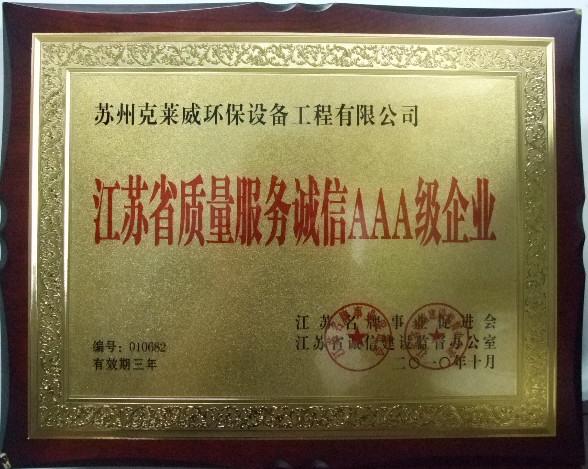 苏州克莱威环保设备工程有限公司
江苏省质量服务诚信AAA级企业
江苏名牌事业促进会
江苏省诚信建设监督办公室
二〇一〇年十月
编号：010682
有效期三年